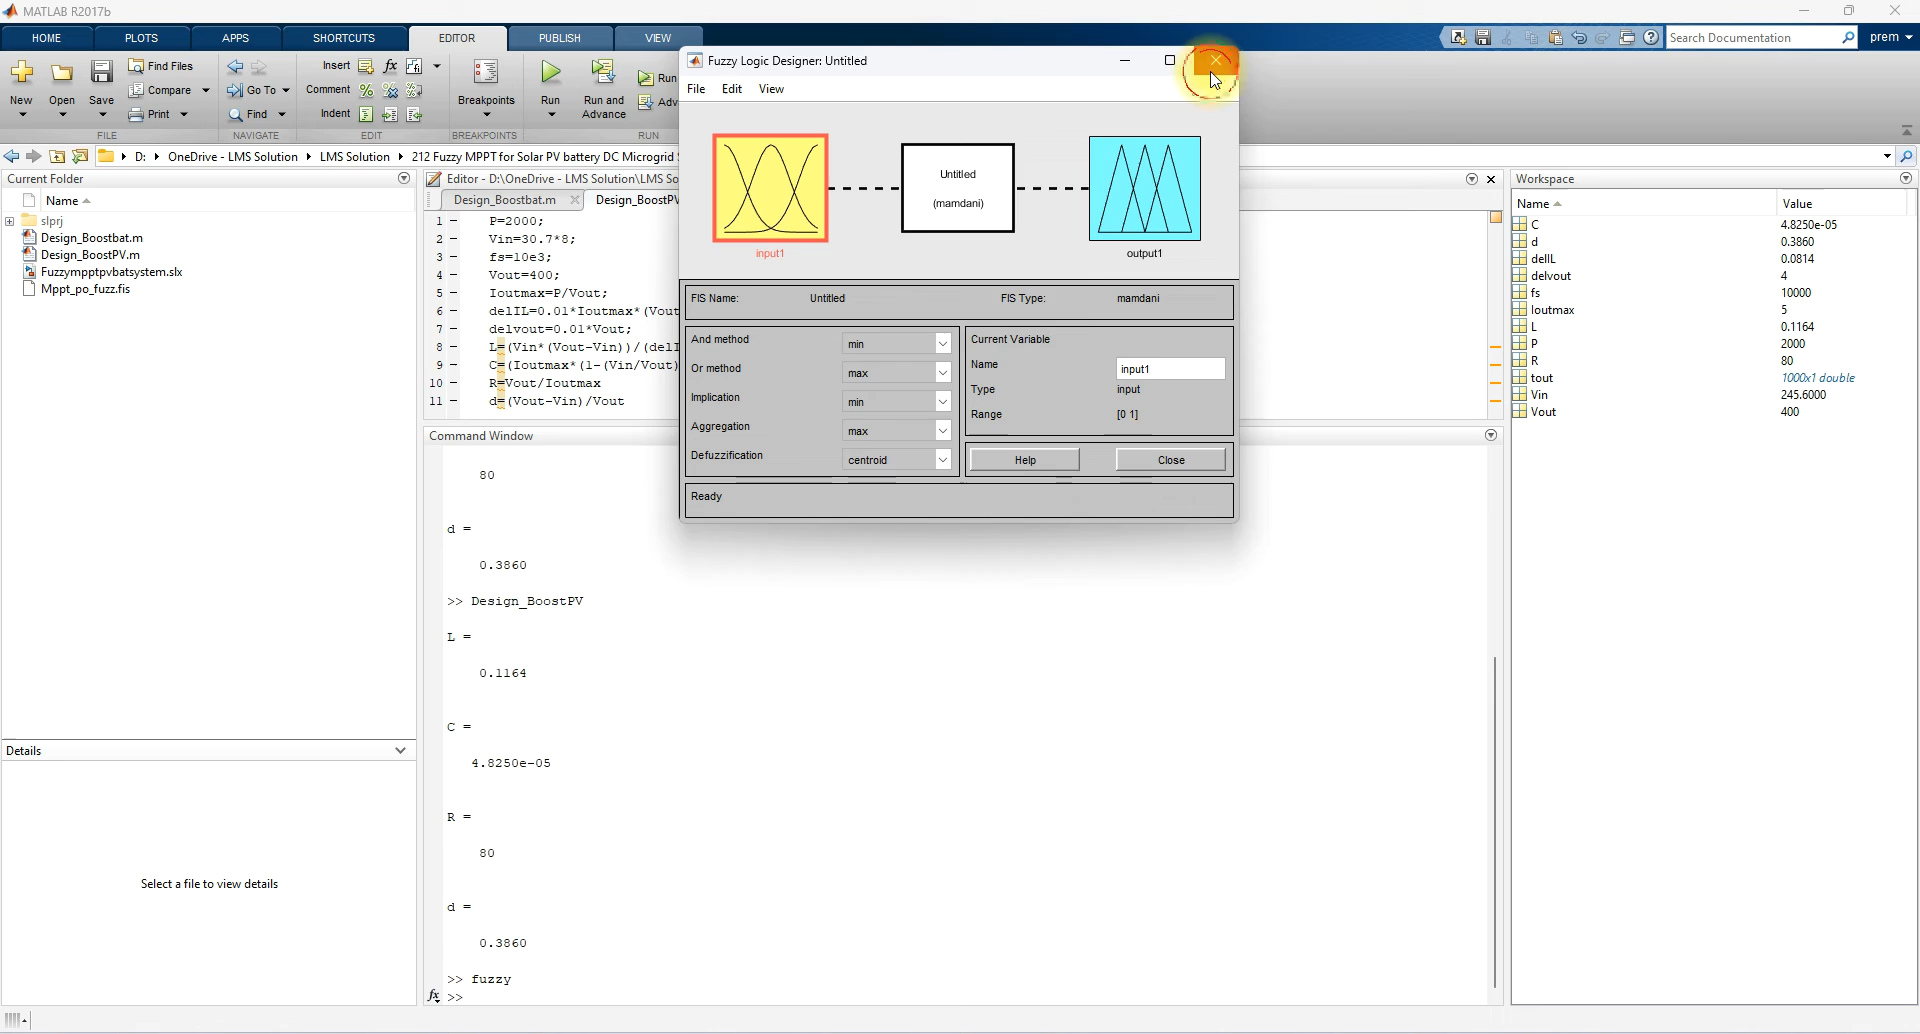 MATLAB R2017b
HOME PLOTS APPS SHORTCUTS EDITOR PUBLISH VIEW
Search Documentation prem
New Open Save
Find Files
Compare
Print
Go To
Find
Insert
Comment
Indent
Breakpoints
Run
Run and
Advance
Run
Adv
FILE NAVIGATE EDIT BREAKPOINTS RUN
D: OneDrive - LMS Solution LMS Solution 212 Fuzzy MPPT for Solar PV battery DC Microgrid
Current Folder
Name
slprj
Design_Boostbat.m
Design_BoostPV.m
Fuzzympptpvbatsystem.slx
Mppt_po_fuzz.fis
Details
Select a file to view details
Editor - D:\OneDrive - LMS Solution\LMS So
Design_Boostbat.m Design_BoostPV
1 - P=2000;
2 - Vin=30.7*8;
3 - fs=10e3;
4 - Vout=400;
5 - Ioutmax=P/Vout;
6 - delIL=0.01*Ioutmax*(Vout
7 - delvout=0.01*Vout;
8 - L=(Vin*(Vout-Vin))/(delI
9 - C=(Ioutmax*(1-(Vin/Vout)
10 - R=Vout/Ioutmax
11 - d=(Vout-Vin)/Vout
Command Window
80
d =
0.3860
>> Design_BoostPV
L =
0.1164
C =
4.8250e-05
R =
80
d =
0.3860
>> fuzzy
fx >>
Fuzzy Logic Designer: Untitled
File Edit View
Untitled
(mamdani)
input1
output1
FIS Name: Untitled FIS Type: mamdani
And method min
Or method max
Implication min
Aggregation max
Defuzzification centroid
Current Variable
Name input1
Type input
Range [0 1]
Help Close
Ready
Workspace
Name Value
C 4.8250e-05
d 0.3860
delIL 0.0814
delvout 4
fs 10000
Ioutmax 5
L 0.1164
P 2000
R 80
tout 1000x1 double
Vin 245.6000
Vout 400